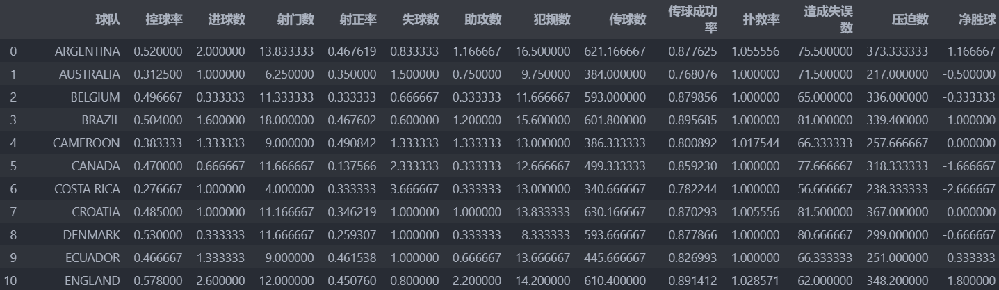 球队 控球率 进球数 射门数 射正率 失球数 助攻数 犯规数 传球数 传球成功率 扑救率 造成失误数 压迫数 净胜球
0 ARGENTINA 0.520000 2.000000 13.833333 0.467619 0.833333 1.166667 16.500000 621.166667 0.877625 1.055556 75.500000 373.333333 1.166667
1 AUSTRALIA 0.312500 1.000000 6.250000 0.350000 1.500000 0.750000 9.750000 384.000000 0.768076 1.000000 71.500000 217.000000 -0.500000
2 BELGIUM 0.496667 0.333333 11.333333 0.333333 0.666667 0.333333 11.666667 593.000000 0.879856 1.000000 65.000000 336.000000 -0.333333
3 BRAZIL 0.504000 1.600000 18.000000 0.467602 0.600000 1.200000 15.600000 601.800000 0.895685 1.000000 81.000000 339.400000 1.000000
4 CAMEROON 0.383333 1.333333 9.000000 0.490842 1.333333 1.333333 13.000000 386.333333 0.800892 1.017544 66.333333 257.666667 0.000000
5 CANADA 0.470000 0.666667 11.666667 0.137566 2.333333 0.333333 12.666667 499.333333 0.859230 1.000000 77.666667 318.333333 -1.666667
6 COSTA RICA 0.276667 1.000000 4.000000 0.333333 3.666667 0.333333 13.000000 340.666667 0.782244 1.000000 56.666667 238.333333 -2.666667
7 CROATIA 0.485000 1.000000 11.166667 0.346219 1.000000 1.000000 13.833333 630.166667 0.870293 1.005556 81.500000 367.000000 0.000000
8 DENMARK 0.530000 0.333333 11.666667 0.259307 1.000000 0.333333 8.333333 593.666667 0.877866 1.000000 80.666667 299.000000 -0.666667
9 ECUADOR 0.466667 1.333333 9.000000 0.461538 1.000000 0.666667 13.666667 445.666667 0.826993 1.000000 66.333333 251.000000 0.333333
10 ENGLAND 0.578000 2.600000 12.000000 0.450760 0.800000 2.200000 14.200000 610.400000 0.891412 1.028571 62.000000 348.200000 1.800000